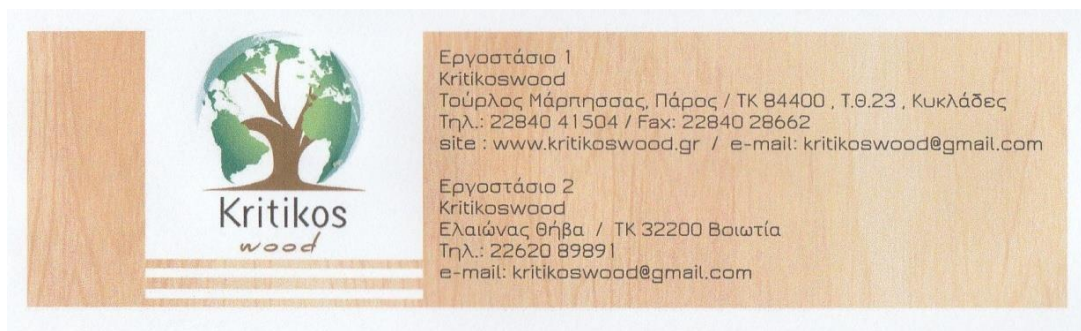 Kritikos
wood
Εργοστάσιο 1
Kritikoswood
Τούρλος Μάρπησσας, Πάρος / ΤΚ 84400 , Τ.Θ.23 , Κυκλάδες
Τηλ.: 22840 41504 / Fax: 22840 28662
site : www.kritikoswood.gr / e-mail: kritikoswood@gmail.com
Εργοστάσιο 2
Kritikoswood
Ελαιώνας Θήβα / ΤΚ 32200 Βοιωτία
Τηλ.: 22620 89891
e-mail: kritikoswood@gmail.com